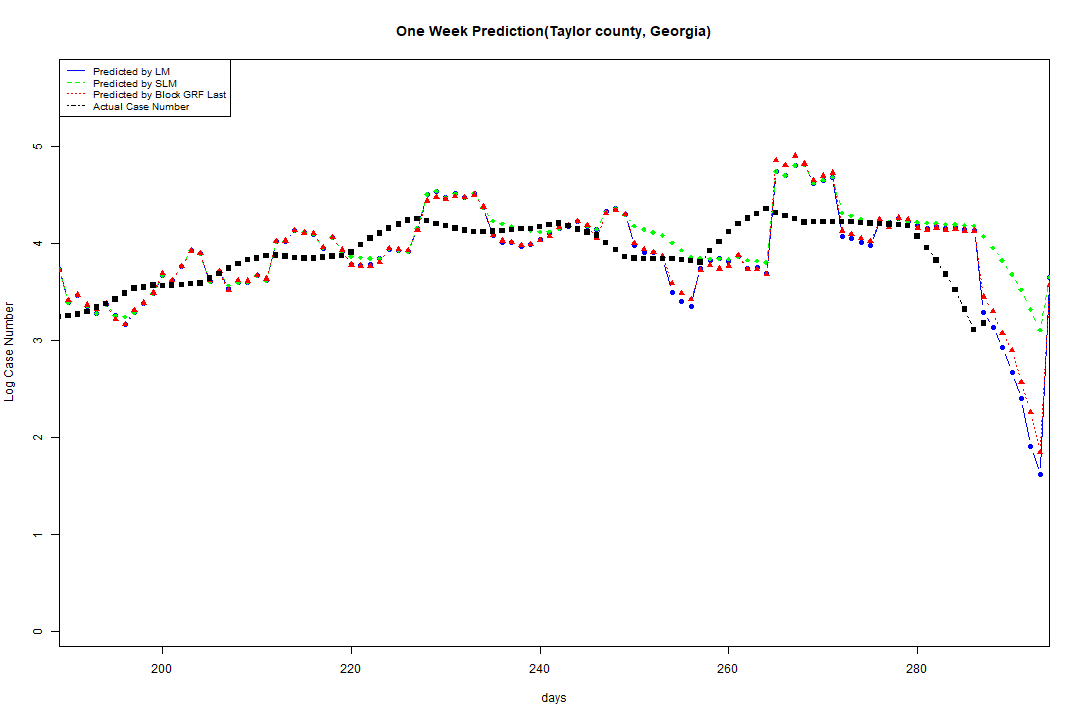 One Week Prediction(Taylor county, Georgia)
Predicted by LM
Predicted by SLM
Predicted by Block GRF Last
Actual Case Number
5
4
3
2
1
0
Log Case Number
200 220 240 260 280
days